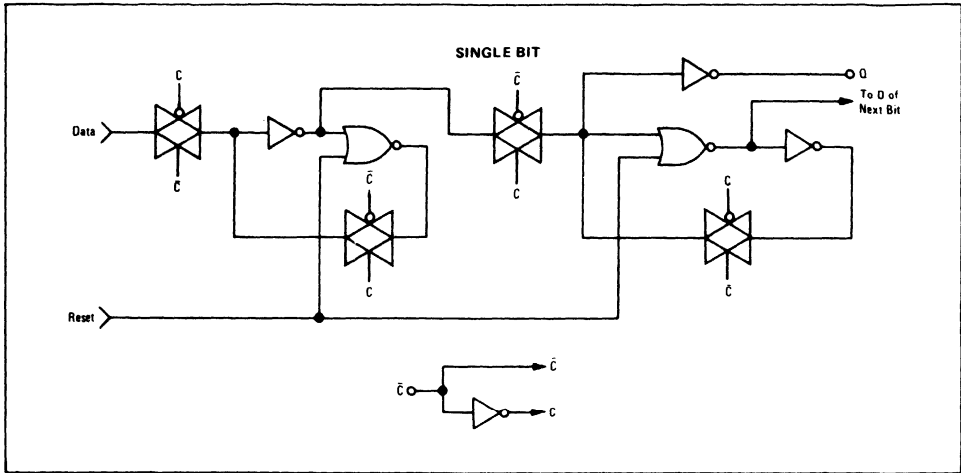 SINGLE BIT
C
C̄
Q
To D of
Next Bit
Data
C̄
C̄
C
C
C
C̄
Reset
C̄
C̄
C